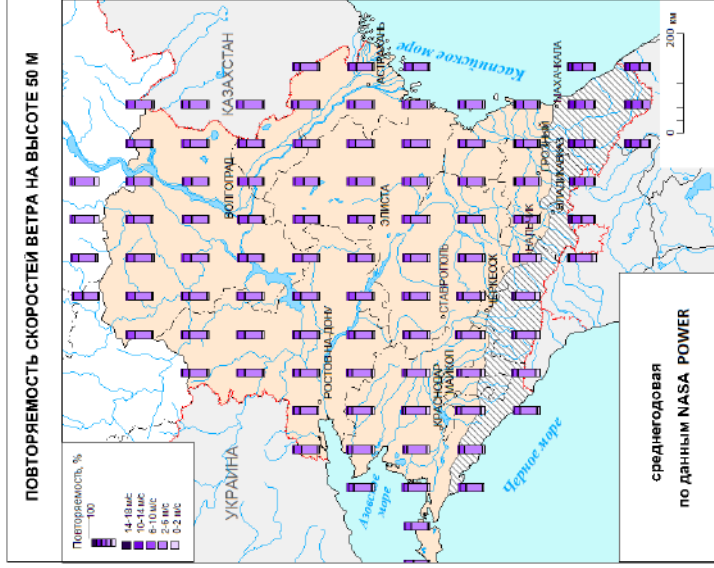 ПОВТОРЯЕМОСТЬ СКОРОСТЕЙ ВЕТРА НА ВЫСОТЕ 50 М
Повторяемость, %
100
14-18 м/с
10-14 м/с
6-10 м/с
2-6 м/с
0-2 м/с
УКРАИНА
КАЗАХСТАН
ВОЛГОГРАД
АСТРАХАНЬ
РОСТОВ-НА-ДОНУ
ЭЛИСТА
Каспийское море
Азовское
море
КРАСНОДАР
МАЙКОП
СТАВРОПОЛЬ
ЧЕРКЕССК
НАЛЬЧИК
ВЛАДИКАВКАЗ
ГРОЗНЫЙ
МАХАЧКАЛА
Черное море
среднегодовая
по данным NASA POWER
0
200 км